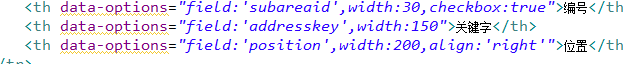 <th data-options="field:'subareaid',width:30,checkbox:true">编号</th
<th data-options="field:'addresskey',width:150">关键字</th
<th data-options="field:'position',width:200,align:'right'">位置</th
</tr>